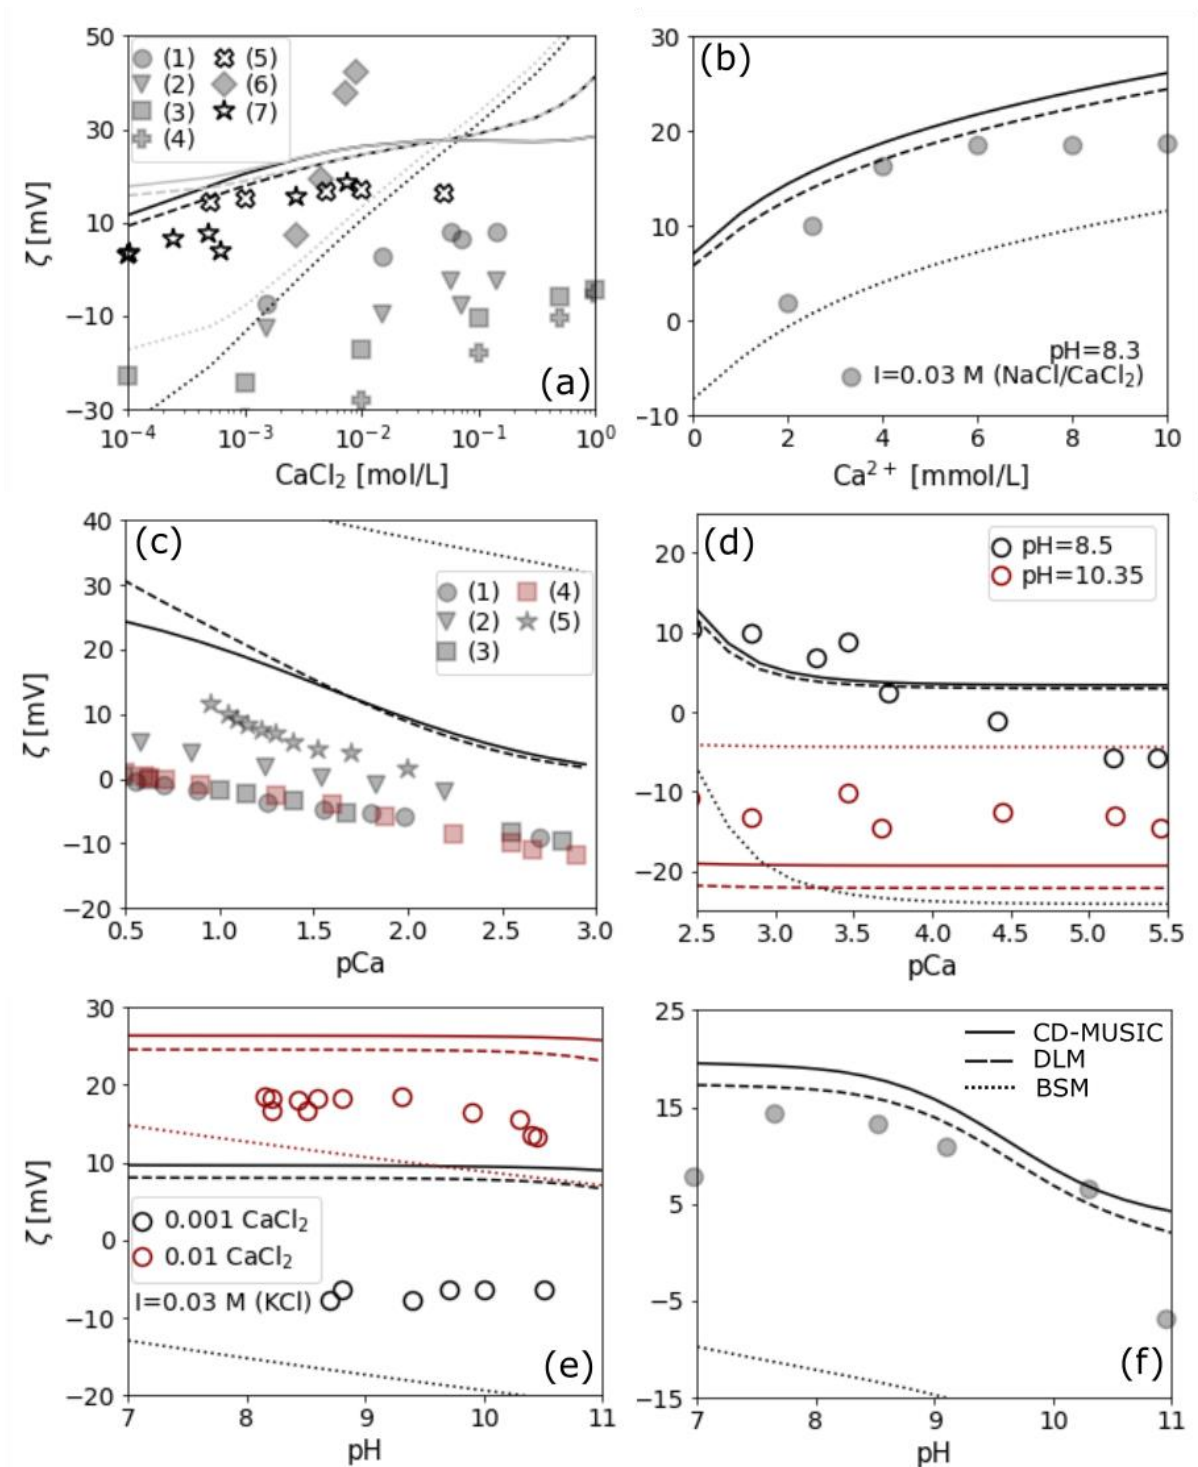 50
30
10
−10
−30
ζ [mV]
(1) (5)
(2) (6)
(3) (7)
(4)
(a)
10⁻⁴ 10⁻³ 10⁻² 10⁻¹ 10⁰
CaCl₂ [mol/L]
30
20
10
0
−10
(b)
pH=8.3
I=0.03 M (NaCl/CaCl₂)
0 2 4 6 8 10
Ca²⁺ [mmol/L]
40
30
20
10
0
−10
−20
ζ [mV]
(c)
(1) (4)
(2) (5)
(3)
0.5 1.0 1.5 2.0 2.5 3.0
pCa
20
10
0
−10
−20
(d)
pH=8.5
pH=10.35
2.5 3.0 3.5 4.0 4.5 5.0 5.5
pCa
30
20
10
0
−10
−20
ζ [mV]
0.001 CaCl₂
0.01 CaCl₂
I=0.03 M (KCl)
(e)
7 8 9 10 11
pH
25
15
5
−5
−15
CD-MUSIC
DLM
BSM
(f)
7 8 9 10 11
pH